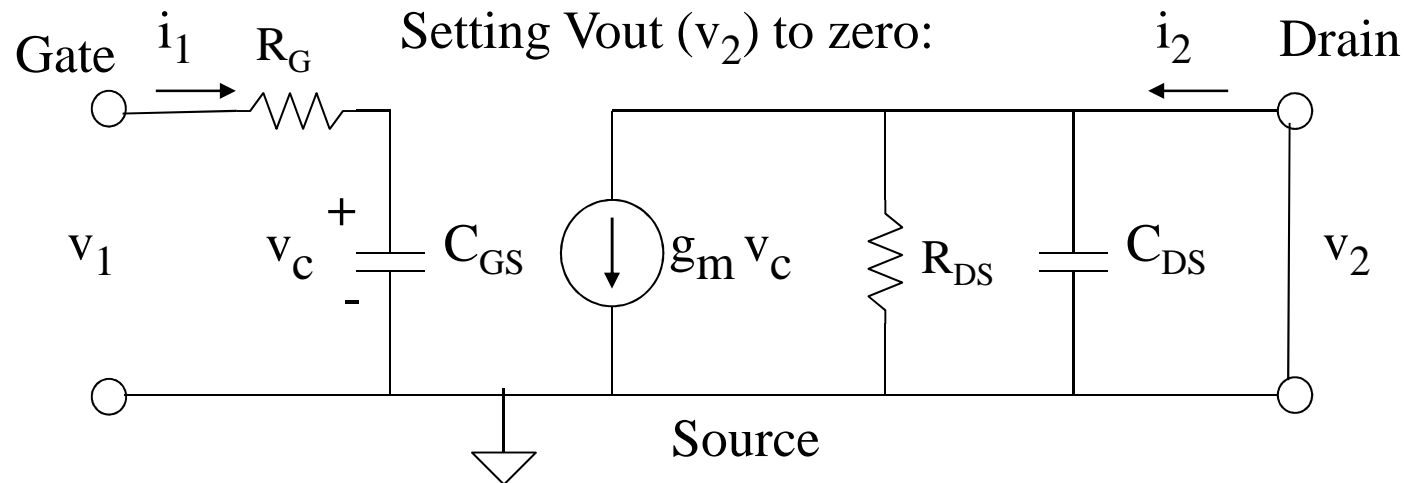 Setting Vout (v2) to zero:
Gate
i1
RG
i2
Drain
v1
+
vc
-
CGS
gm vc
RDS
CDS
v2
Source